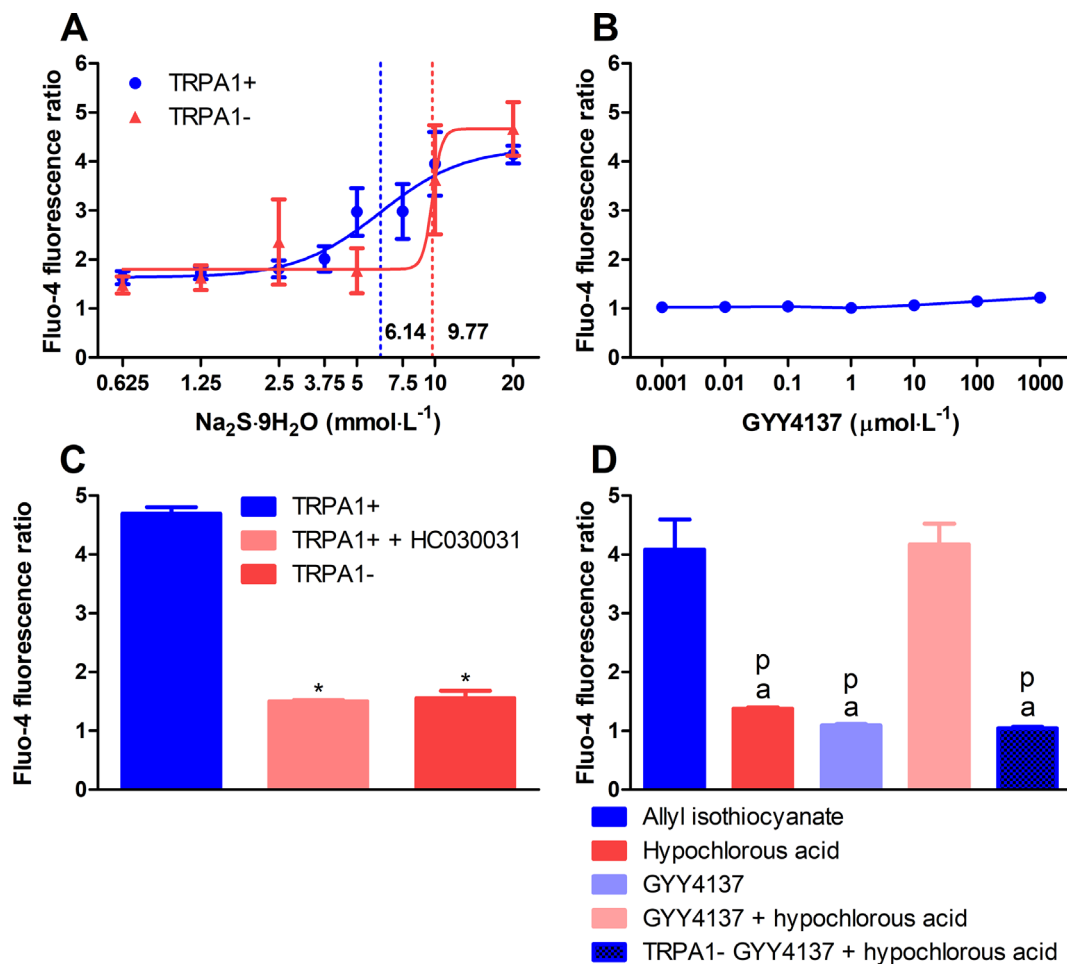 A
Fluo-4 fluorescence ratio
6
5
4
3
2
1
0
TRPA1+
TRPA1-
6.14
9.77
0.625 1.25 2.5 3.75 5 7.5 10 20
Na₂S·9H₂O (mmol·L⁻¹)
B
Fluo-4 fluorescence ratio
6
5
4
3
2
1
0
0.001 0.01 0.1 1 10 100 1000
GYY4137 (μmol·L⁻¹)
C
Fluo-4 fluorescence ratio
5
4
3
2
1
0
TRPA1+
TRPA1+ + HC030031
TRPA1-
* *
D
Fluo-4 fluorescence ratio
5
4
3
2
1
0
p p p
a a a
Allyl isothiocyanate
Hypochlorous acid
GYY4137
GYY4137 + hypochlorous acid
TRPA1- GYY4137 + hypochlorous acid